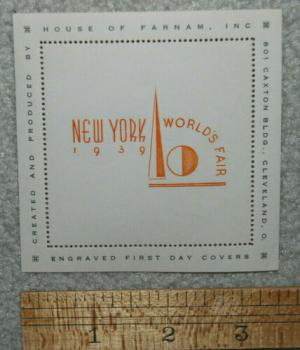 HOUSE OF FARNAM, INC
801 CAXTON BLDG., CLEVELAND, O.
CREATED AND PRODUCED BY
NEW YORK
1939
WORLD'S FAIR
ENGRAVED FIRST DAY COVERS
1 2 3